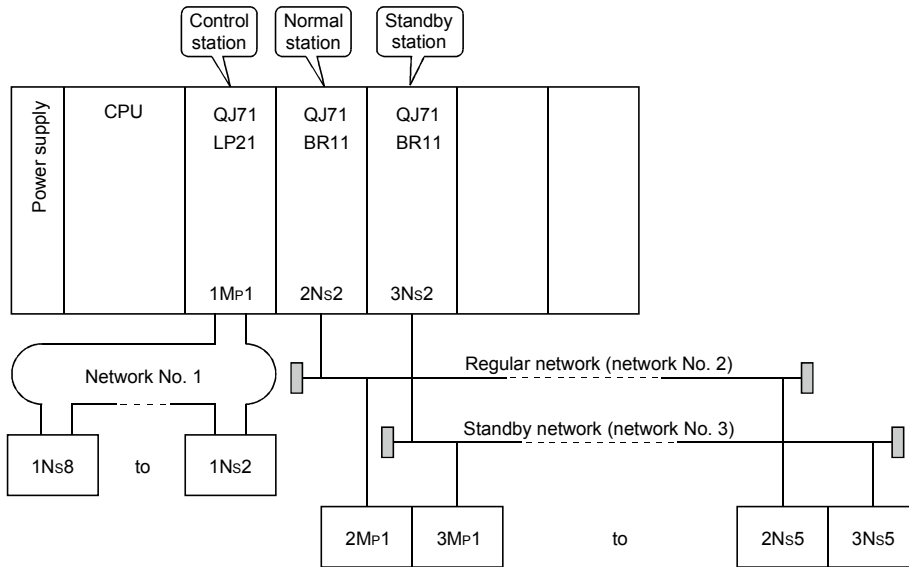 Control
station
Normal
station
Standby
station
Power supply
CPU
QJ71
LP21
QJ71
BR11
QJ71
BR11
1MP1
2NS2
3NS2
Network No. 1
Regular network (network No. 2)
Standby network (network No. 3)
1NS8
to
1NS2
2MP1
3MP1
to
2NS5
3NS5